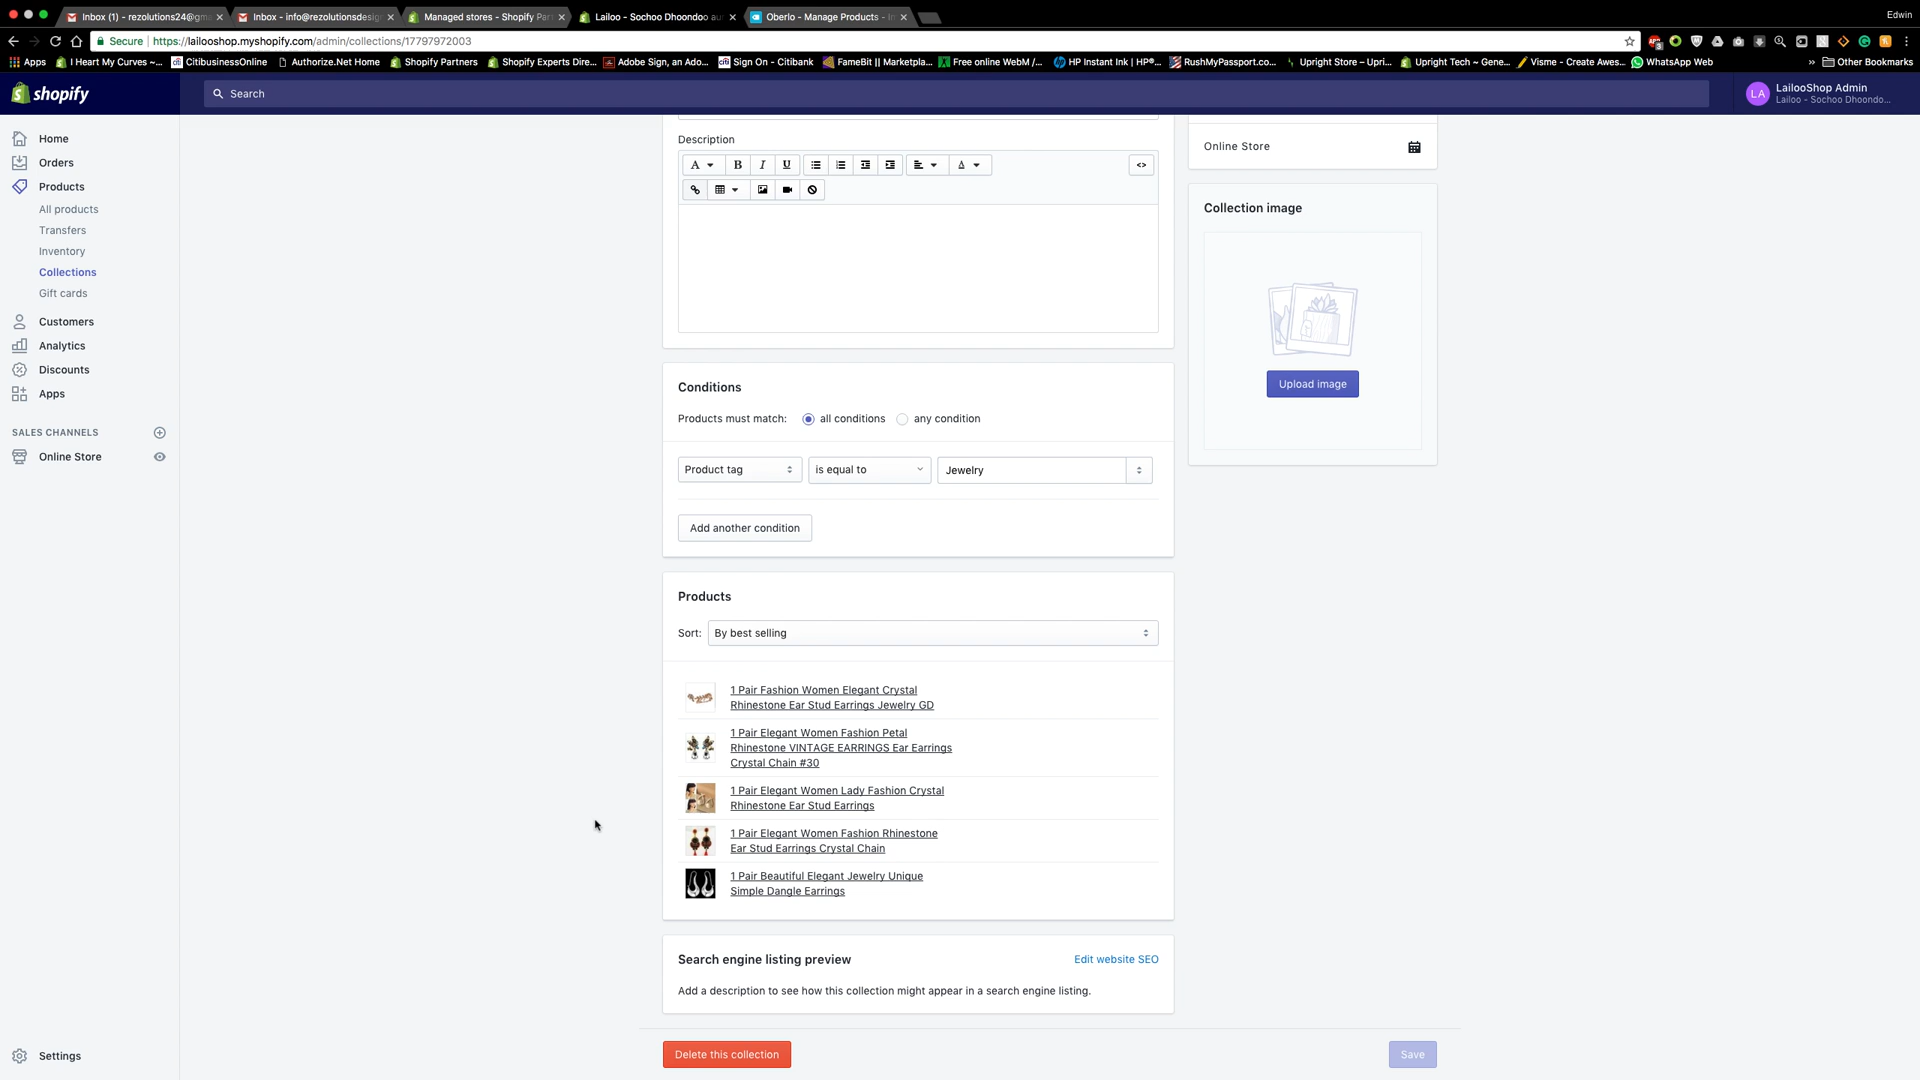 Inbox (1) - rezolutions24@gm
Inbox - info@rezolutionsdesig
Managed stores - Shopify Par
Lailoo - Sochoo Dhoondoo au
Oberlo - Manage Products - I
Edwin
Secure
https://lailooshop.myshopify.com/admin/collections/17797972003
Apps
I Heart My Curves ~...
CitibusinessOnline
Authorize.Net Home
Shopify Partners
Shopify Experts Dire...
Adobe Sign, an Ado...
Sign On - Citibank
FameBit || Marketpla...
Free online WebM /...
HP Instant Ink | HP®...
RushMyPassport.co...
Upright Store – Upri...
Upright Tech ~ Gene...
Visme - Create Awes...
WhatsApp Web
»
Other Bookmarks
shopify
Search
LA
LailooShop Admin
Lailoo - Sochoo Dhoondo...
Home
Orders
Products
All products
Transfers
Inventory
Collections
Gift cards
Customers
Analytics
Discounts
Apps
SALES CHANNELS
Online Store
Settings
Description
A
B
I
U
A
<>
Conditions
Products must match:
all conditions
any condition
Product tag
is equal to
Jewelry
Add another condition
Products
Sort:
By best selling
1 Pair Fashion Women Elegant Crystal
Rhinestone Ear Stud Earrings Jewelry GD
1 Pair Elegant Women Fashion Petal
Rhinestone VINTAGE EARRINGS Ear Earrings
Crystal Chain #30
1 Pair Elegant Women Lady Fashion Crystal
Rhinestone Ear Stud Earrings
1 Pair Elegant Women Fashion Rhinestone
Ear Stud Earrings Crystal Chain
1 Pair Beautiful Elegant Jewelry Unique
Simple Dangle Earrings
Search engine listing preview
Edit website SEO
Add a description to see how this collection might appear in a search engine listing.
Delete this collection
Save
Online Store
Collection image
Upload image